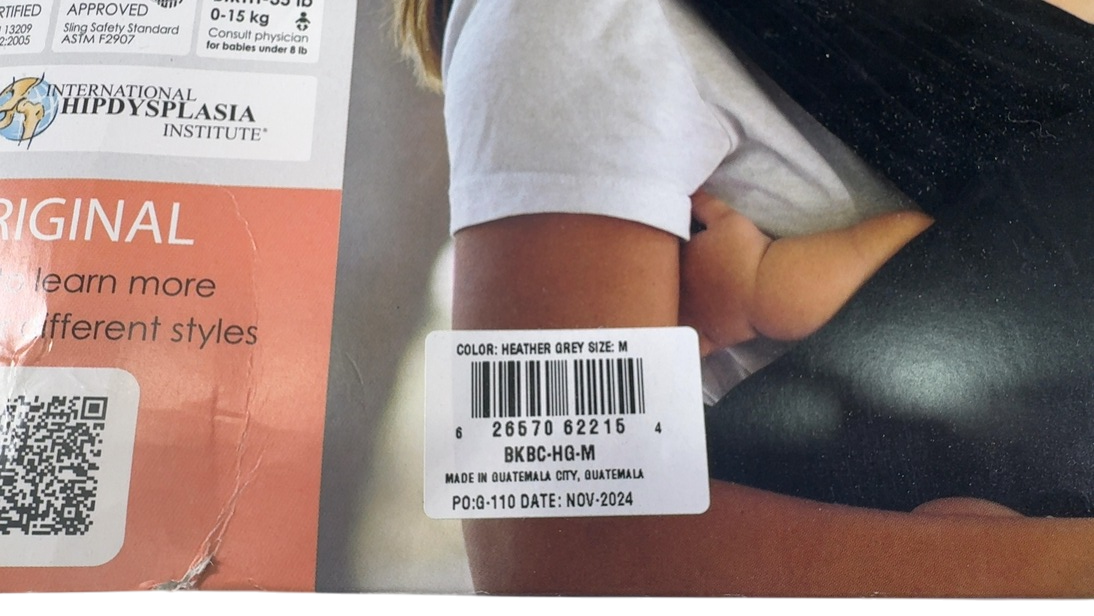 RTIFIED
13209
2:2005
APPROVED
Sling Safety Standard
ASTM F2907
0-15 kg
Consult physician
for babies under 8 lb
INTERNATIONAL
HIPDYSPLASIA
INSTITUTE®
RIGINAL
learn more
ifferent styles
COLOR: HEATHER GREY SIZE: M
6 26570 62215 4
BKBC-HG-M
MADE IN GUATEMALA CITY, GUATEMALA
PO:G-110 DATE: NOV-2024